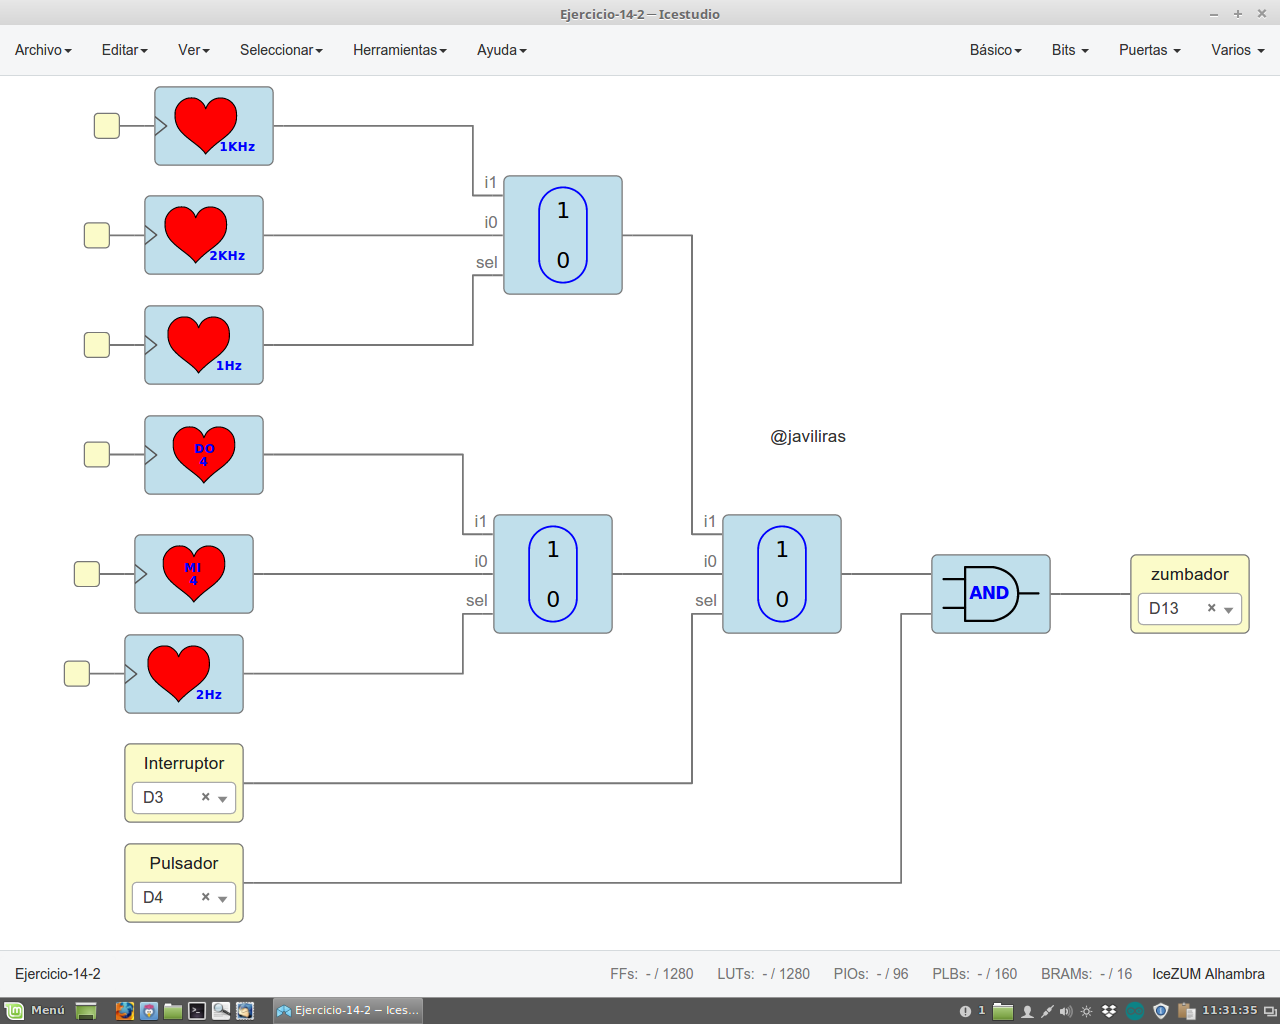 Ejercicio-14-2 — Icestudio
Archivo Editar Ver Seleccionar Herramientas Ayuda Básico Bits Puertas Varios
1KHz
i1
1
i0
2KHz
0
sel
1Hz
@javiliras
DO
4
i1
i1
1
1
i0
i0
MI
4
zumbador
AND
D13 ×
0
0
sel
sel
2Hz
Interruptor
D3 ×
Pulsador
D4 ×
Ejercicio-14-2 FFs: - / 1280 LUTs: - / 1280 PIOs: - / 96 PLBs: - / 160 BRAMs: - / 16 IceZUM Alhambra
Menú Ejercicio-14-2 — Ices... 1 11:31:35